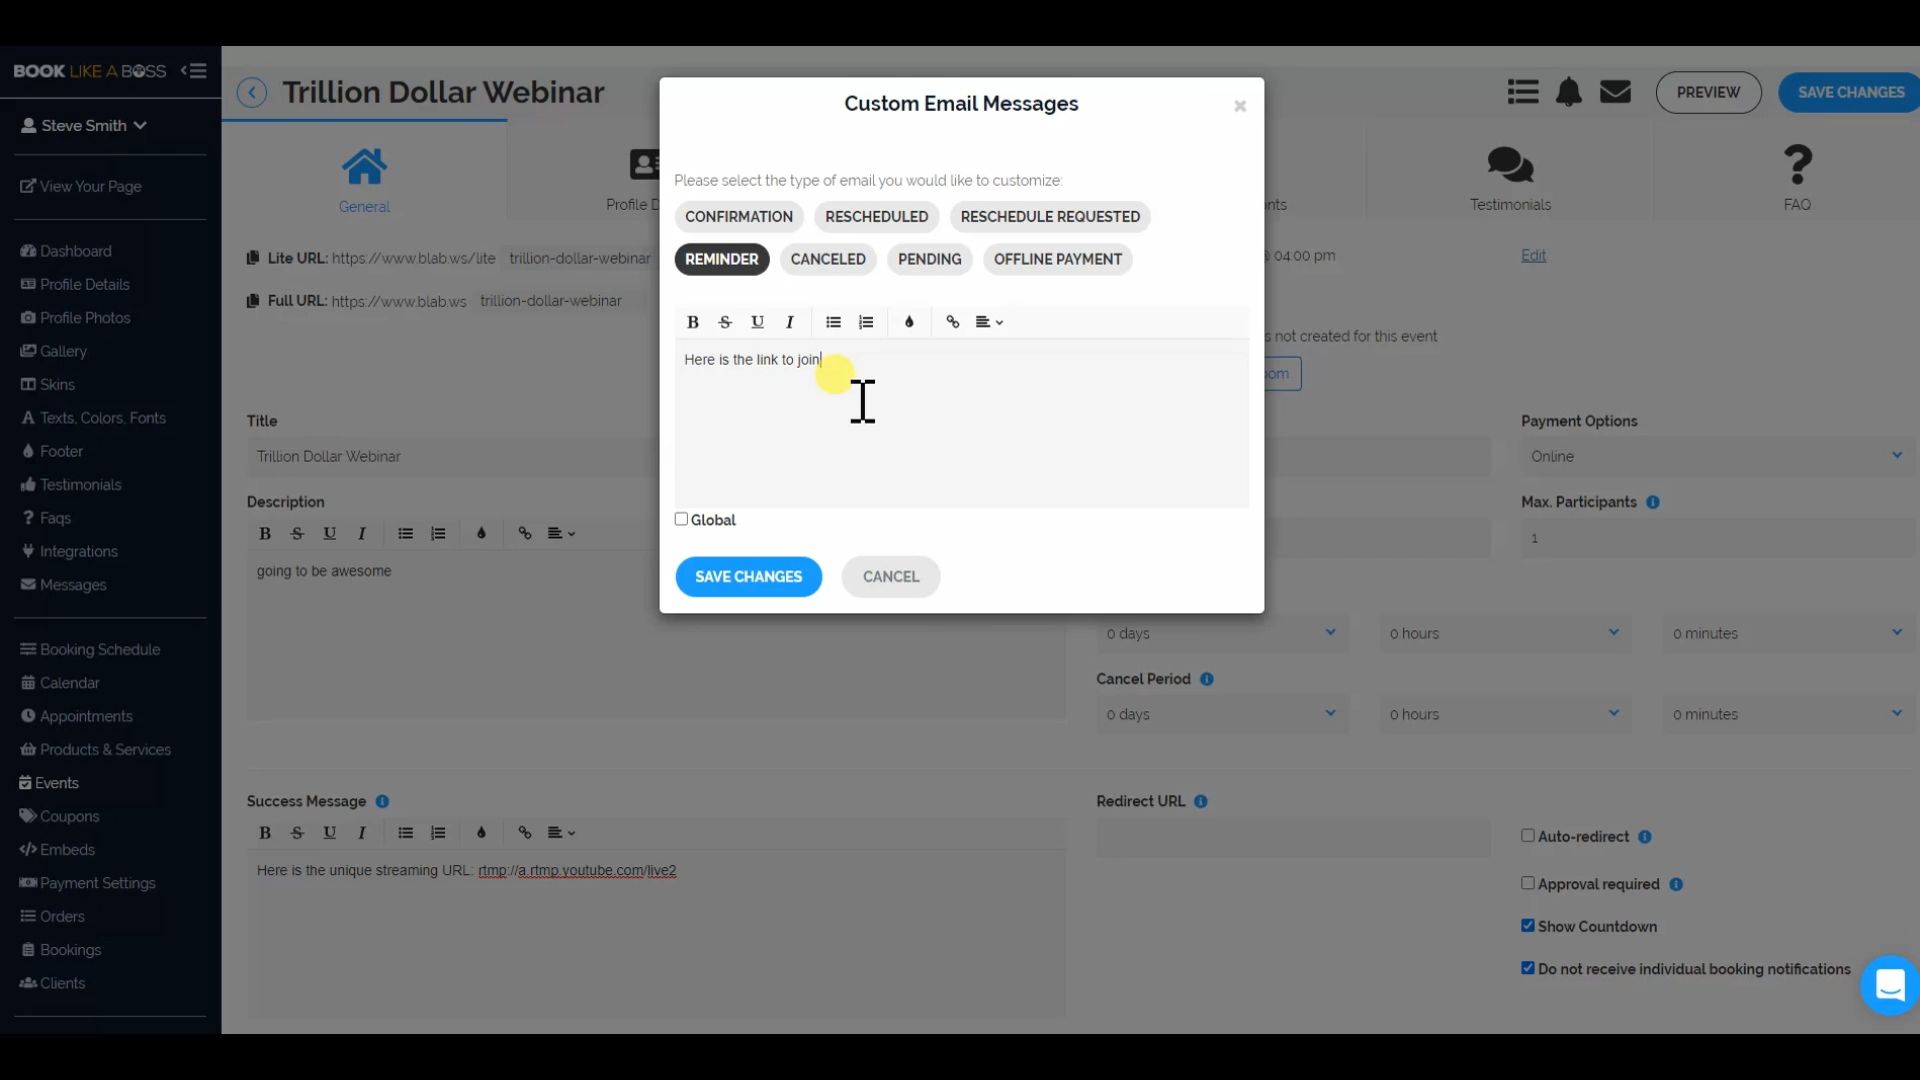 BOOK LIKE A BOSS
Steve Smith
View Your Page
Dashboard
Profile Details
Profile Photos
Gallery
Skins
Texts, Colors, Fonts
Footer
Testimonials
Faqs
Integrations
Messages
Booking Schedule
Calendar
Appointments
Products & Services
Events
Coupons
Embeds
Payment Settings
Orders
Bookings
Clients
Trillion Dollar Webinar
PREVIEW
SAVE CHANGES
General
Profile D
nts
Testimonials
FAQ
Lite URL: https://www.blab.ws/lite trillion-dollar-webinar
04:00 pm
Edit
Full URL: https://www.blab.ws trillion-dollar-webinar
s not created for this event
oom
Title
Trillion Dollar Webinar
Payment Options
Online
Description
B S U I
going to be awesome
Max. Participants
1
0 days
0 hours
0 minutes
Cancel Period
0 days
0 hours
0 minutes
Success Message
B S U I
Here is the unique streaming URL: rtmp://a.rtmp.youtube.com/live2
Redirect URL
Auto-redirect
Approval required
Show Countdown
Do not receive individual booking notifications
Custom Email Messages
Please select the type of email you would like to customize:
CONFIRMATION
RESCHEDULED
RESCHEDULE REQUESTED
REMINDER
CANCELED
PENDING
OFFLINE PAYMENT
B S U I
Here is the link to join
Global
SAVE CHANGES
CANCEL